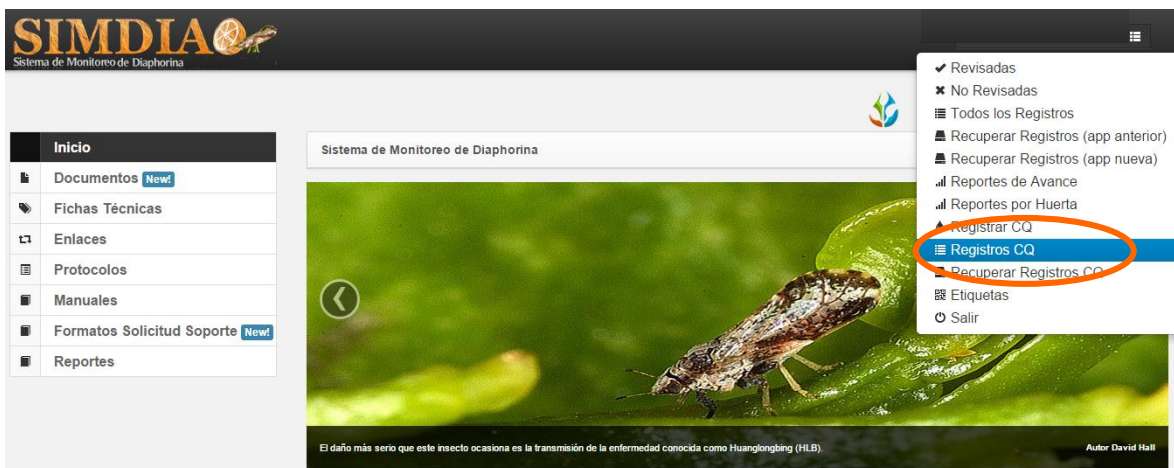 SIMDIA
Sistema de Monitoreo de Diaphorina
Revisadas
No Revisadas
Todos los Registros
Recuperar Registros (app anterior)
Recuperar Registros (app nueva)
Reportes de Avance
Reportes por Huerta
Registrar CQ
Registros CQ
Recuperar Registros CQ
Etiquetas
Salir
Inicio
Documentos New!
Fichas Técnicas
Enlaces
Protocolos
Manuales
Formatos Solicitud Soporte New!
Reportes
Sistema de Monitoreo de Diaphorina
El daño más serio que este insecto ocasiona es la transmisión de la enfermedad conocida como Huanglongbing (HLB).
Autor David Hall